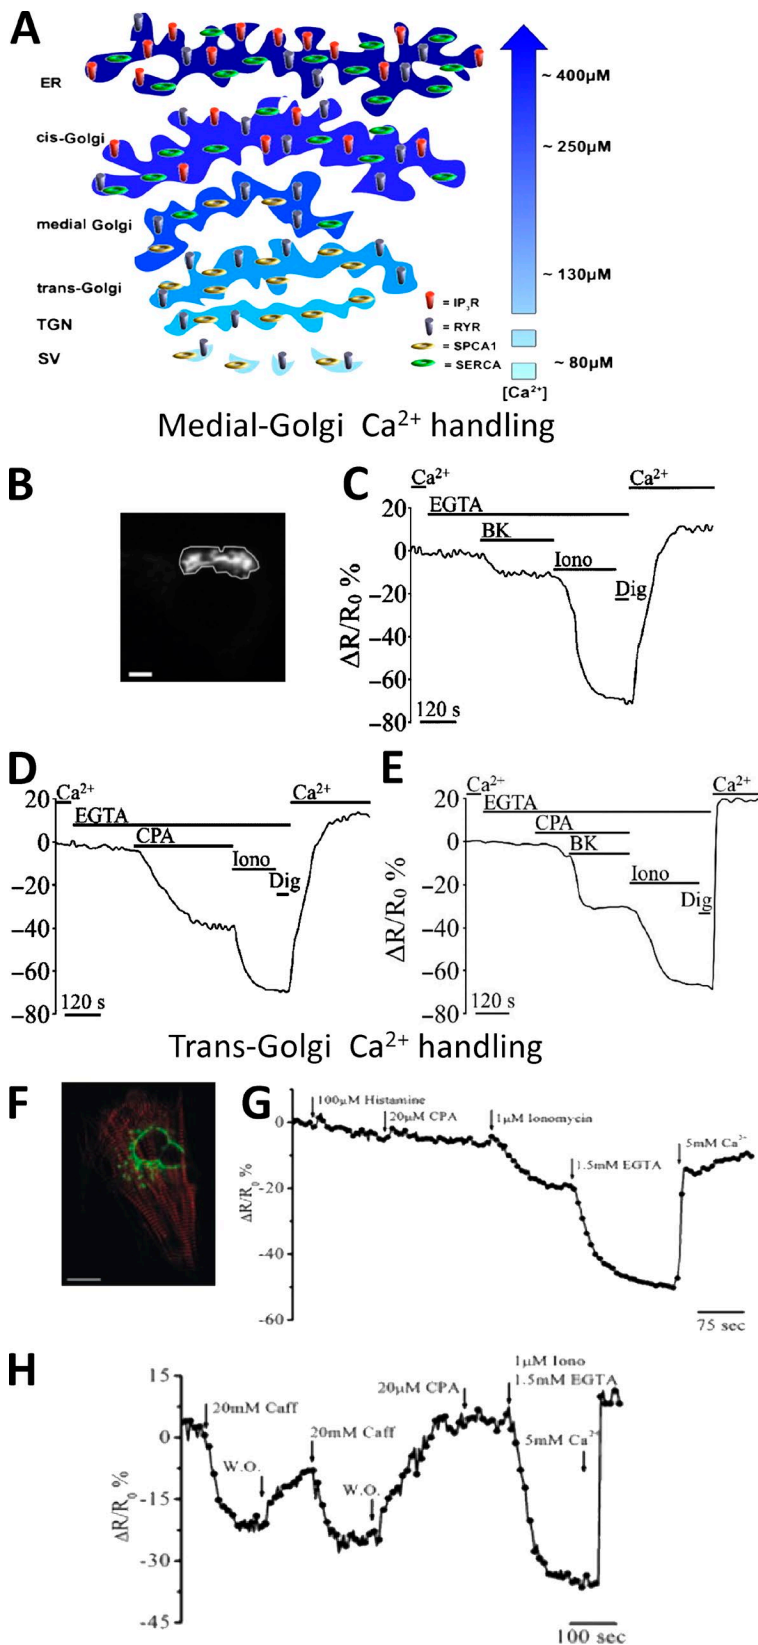 A
ER
cis-Golgi
medial Golgi
trans-Golgi
TGN
SV
~ 400µM
~ 250µM
~ 130µM
~ 80µM
[Ca²⁺]
= IP₃R
= RYR
= SPCA1
= SERCA
Medial-Golgi Ca²⁺ handling
B
C
Ca²⁺
Ca²⁺
EGTA
BK
Iono
Dig
20
0
−20
−40
−60
−80
ΔR/R₀ %
120 s
D
Ca²⁺
Ca²⁺
EGTA
CPA
Iono
Dig
20
0
−20
−40
−60
−80
120 s
E
Ca²⁺
Ca²⁺
EGTA
CPA
BK
Iono
Dig
20
0
−20
−40
−60
−80
ΔR/R₀ %
120 s
Trans-Golgi Ca²⁺ handling
F
G
100µM Histamine
20µM CPA
1µM Ionomycin
1.5mM EGTA
5mM Ca²⁺
0
-20
-40
-60
ΔR/R₀ %
75 sec
H
20mM Caff
W.O.
20mM Caff
W.O.
20µM CPA
1µM Iono
1.5mM EGTA
5mM Ca²⁺
15
0
-15
-30
-45
ΔR/R₀ %
100 sec